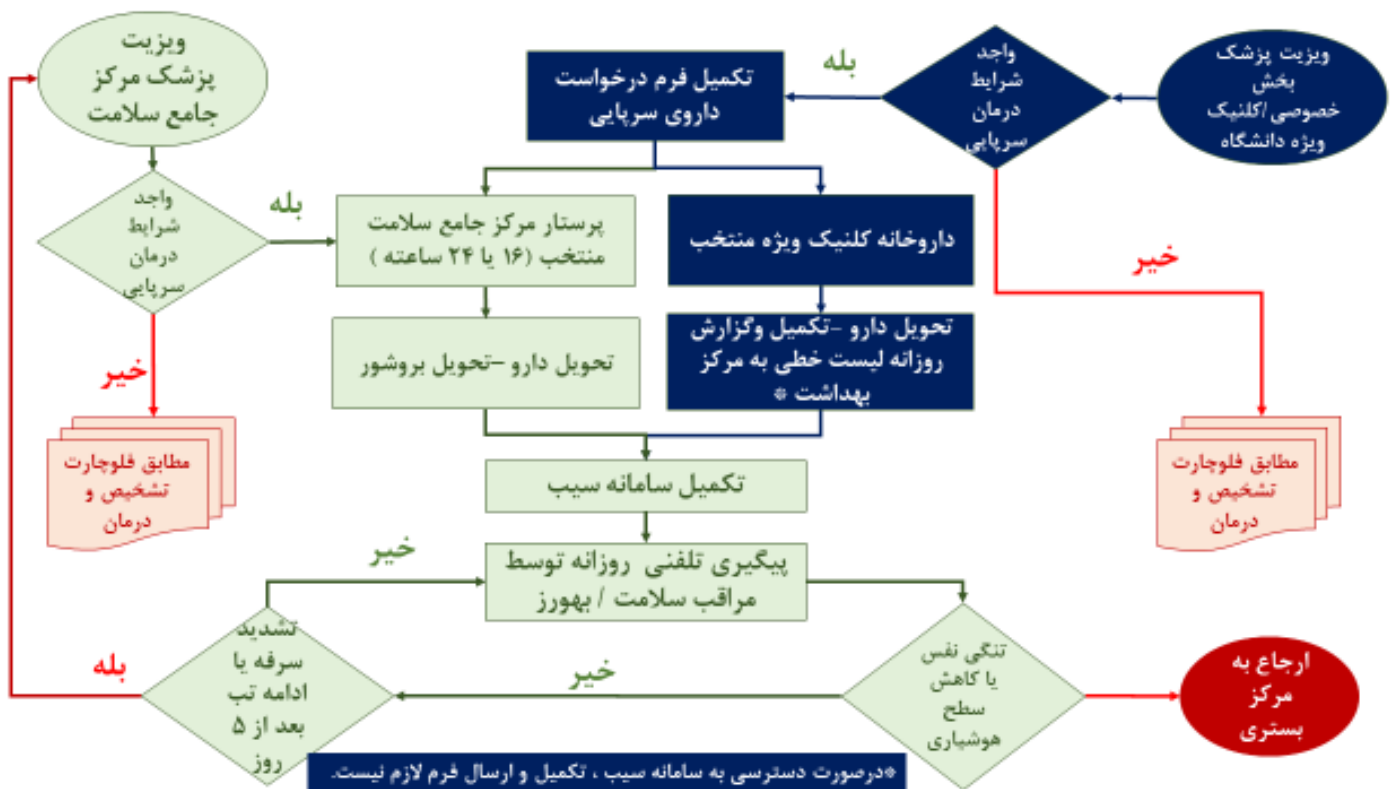 ویزیت پزشک
بخش
خصوصی/کلنیک
ویژه دانشگاه
واجد
شرایط
درمان
سرپایی
بله
تکمیل فرم درخواست
داروی سرپایی
ویزیت
پزشک مرکز
جامع سلامت
واجد
شرایط
درمان
سرپایی
بله
پرستار مرکز جامع سلامت
منتخب (۱۶ یا ۲۴ ساعته )
داروخانه کلنیک ویژه منتخب
خیر
خیر
تحویل دارو –تکمیل وگزارش
روزانه لیست خطی به مرکز
بهداشت *
تحویل دارو –تحویل بروشور
مطابق فلوچارت
تشخیص و
درمان
مطابق فلوچارت
تشخیص و
درمان
تکمیل سامانه سیب
پیگیری تلفنی روزانه توسط
مراقب سلامت / بهورز
خیر
تنگی نفس
یا کاهش
سطح
هوشیاری
ارجاع به
مرکز
بستری
خیر
تشدید
سرفه یا
ادامه تب
بعد از ۵
روز
بله
*درصورت دسترسی به سامانه سیب ، تکمیل و ارسال فرم لازم نیست.